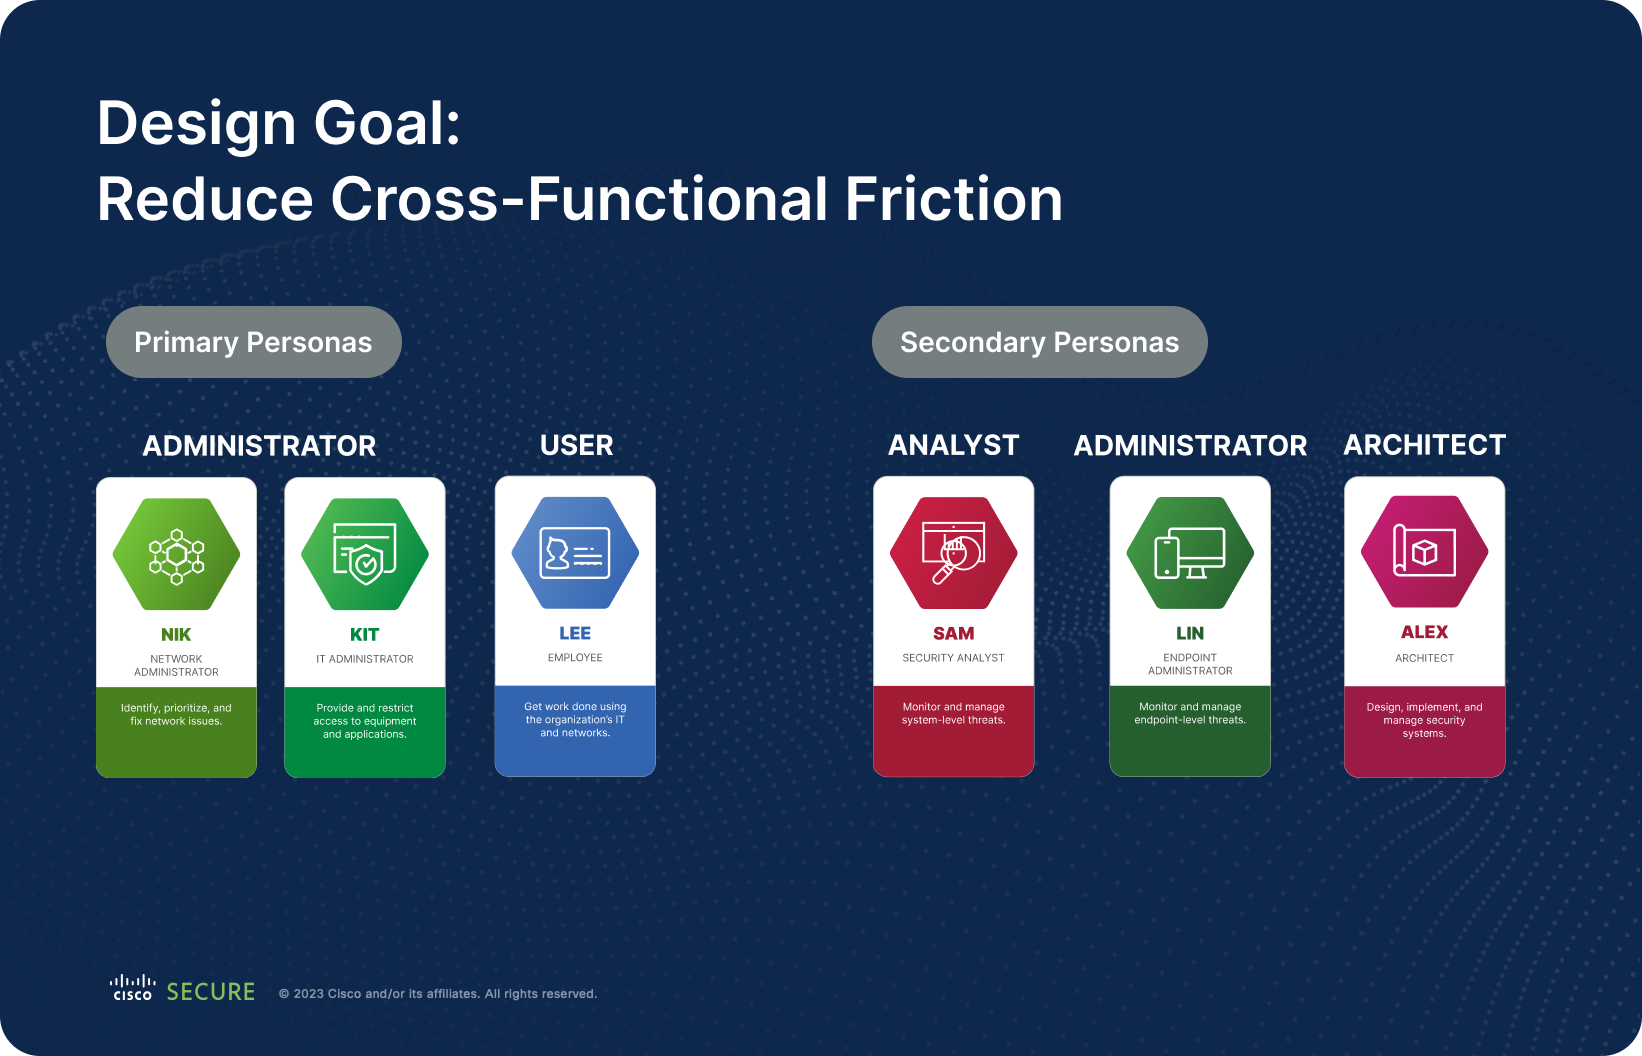 Design Goal:
Reduce Cross-Functional Friction
Primary Personas
ADMINISTRATOR
NIK
NETWORK
ADMINISTRATOR
Identify, prioritize, and
fix network issues.
KIT
IT ADMINISTRATOR
Provide and restrict
access to equipment
and applications.
USER
LEE
EMPLOYEE
Get work done using
the organization's IT
and networks.
Secondary Personas
ANALYST
SAM
SECURITY ANALYST
Monitor and manage
system-level threats.
ADMINISTRATOR
LIN
ENDPOINT
ADMINISTRATOR
Monitor and manage
endpoint-level threats.
ARCHITECT
ALEX
ARCHITECT
Design, implement, and
manage security
systems.
CISCO SECURE © 2023 Cisco and/or its affiliates. All rights reserved.